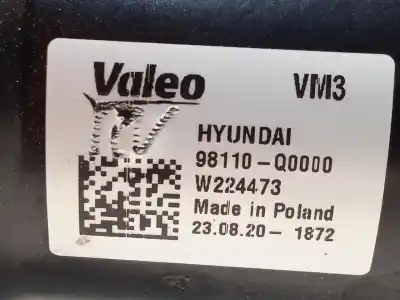 Valeo VM3
HYUNDAI
98110-Q0000
W224473
Made in Poland
23.08.20-1872